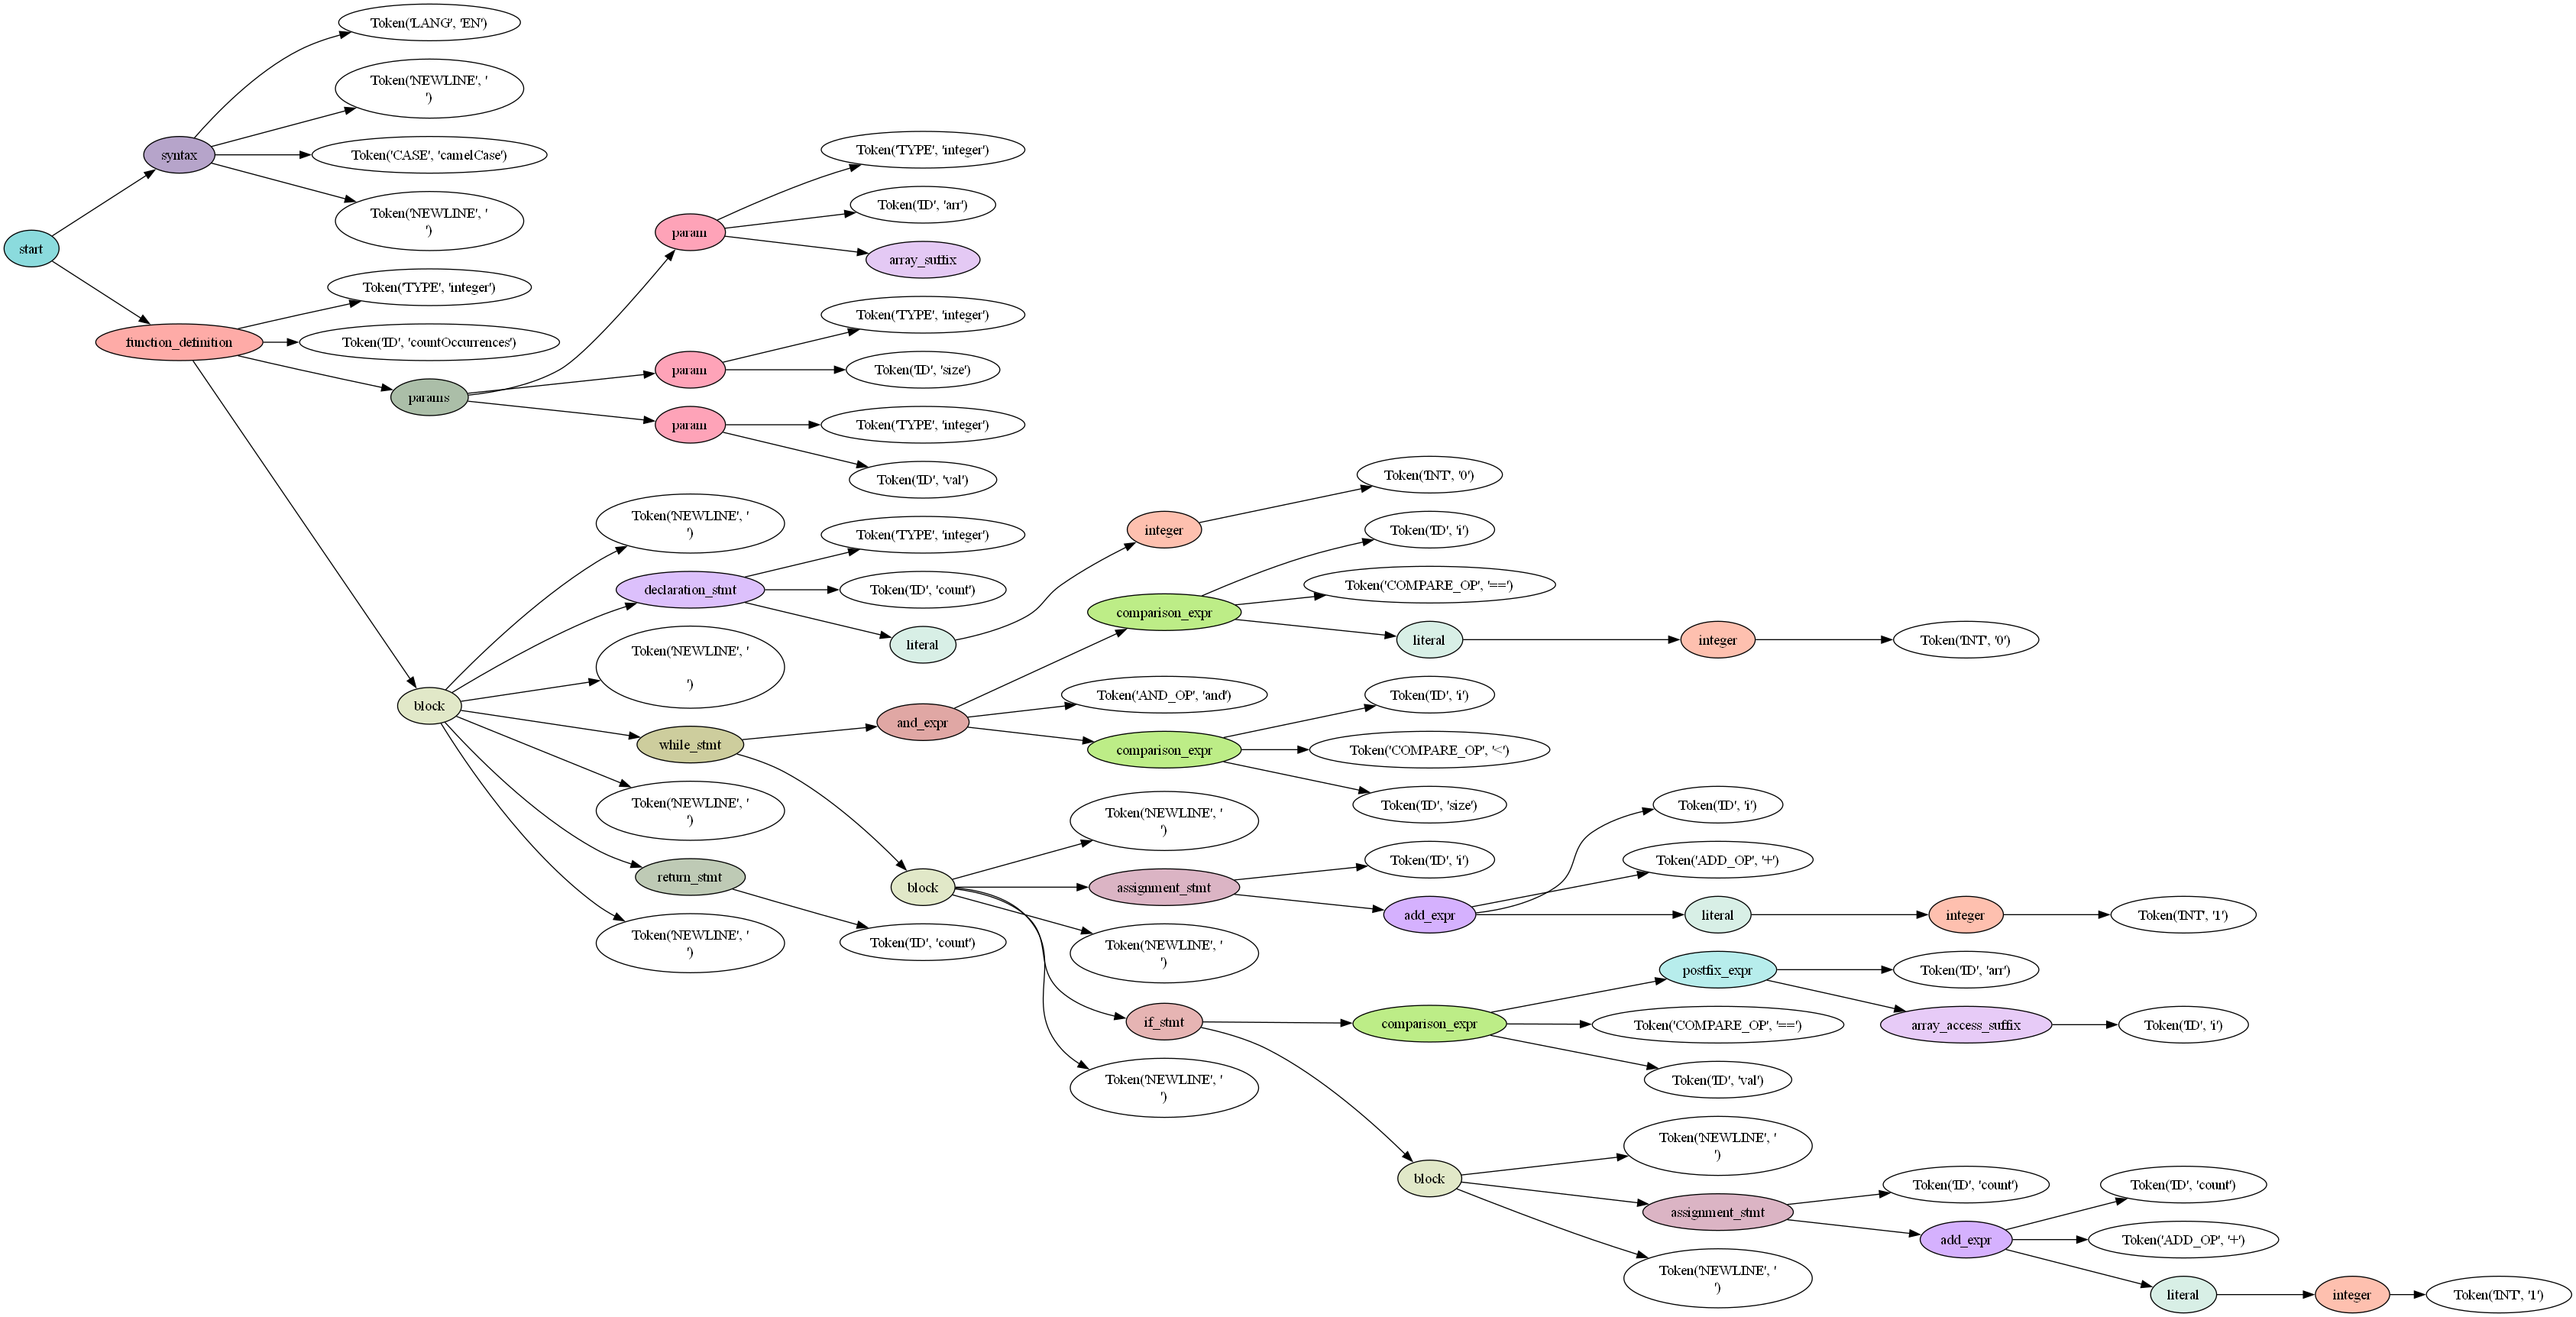 start
syntax
Token('LANG', 'EN')
Token('NEWLINE', '
')
Token('CASE', 'camelCase')
Token('NEWLINE', '
')
function_definition
Token('TYPE', 'integer')
Token('ID', 'countOccurrences')
params
param
Token('TYPE', 'integer')
Token('ID', 'arr')
array_suffix
param
Token('TYPE', 'integer')
Token('ID', 'size')
param
Token('TYPE', 'integer')
Token('ID', 'val')
block
Token('NEWLINE', '
')
declaration_stmt
Token('TYPE', 'integer')
Token('ID', 'count')
literal
integer
Token('INT', '0')
Token('NEWLINE', '
')
while_stmt
and_expr
comparison_expr
Token('ID', 'i')
Token('COMPARE_OP', '==')
literal
integer
Token('INT', '0')
Token('AND_OP', 'and')
comparison_expr
Token('ID', 'i')
Token('COMPARE_OP', '<')
Token('ID', 'size')
block
Token('NEWLINE', '
')
assignment_stmt
Token('ID', 'i')
add_expr
Token('ID', 'i')
Token('ADD_OP', '+')
literal
integer
Token('INT', '1')
Token('NEWLINE', '
')
if_stmt
comparison_expr
postfix_expr
Token('ID', 'arr')
array_access_suffix
Token('ID', 'i')
Token('COMPARE_OP', '==')
Token('ID', 'val')
block
Token('NEWLINE', '
')
assignment_stmt
Token('ID', 'count')
add_expr
Token('ID', 'count')
Token('ADD_OP', '+')
literal
integer
Token('INT', '1')
Token('NEWLINE', '
')
Token('NEWLINE', '
')
Token('NEWLINE', '
')
return_stmt
Token('ID', 'count')
Token('NEWLINE', '
')